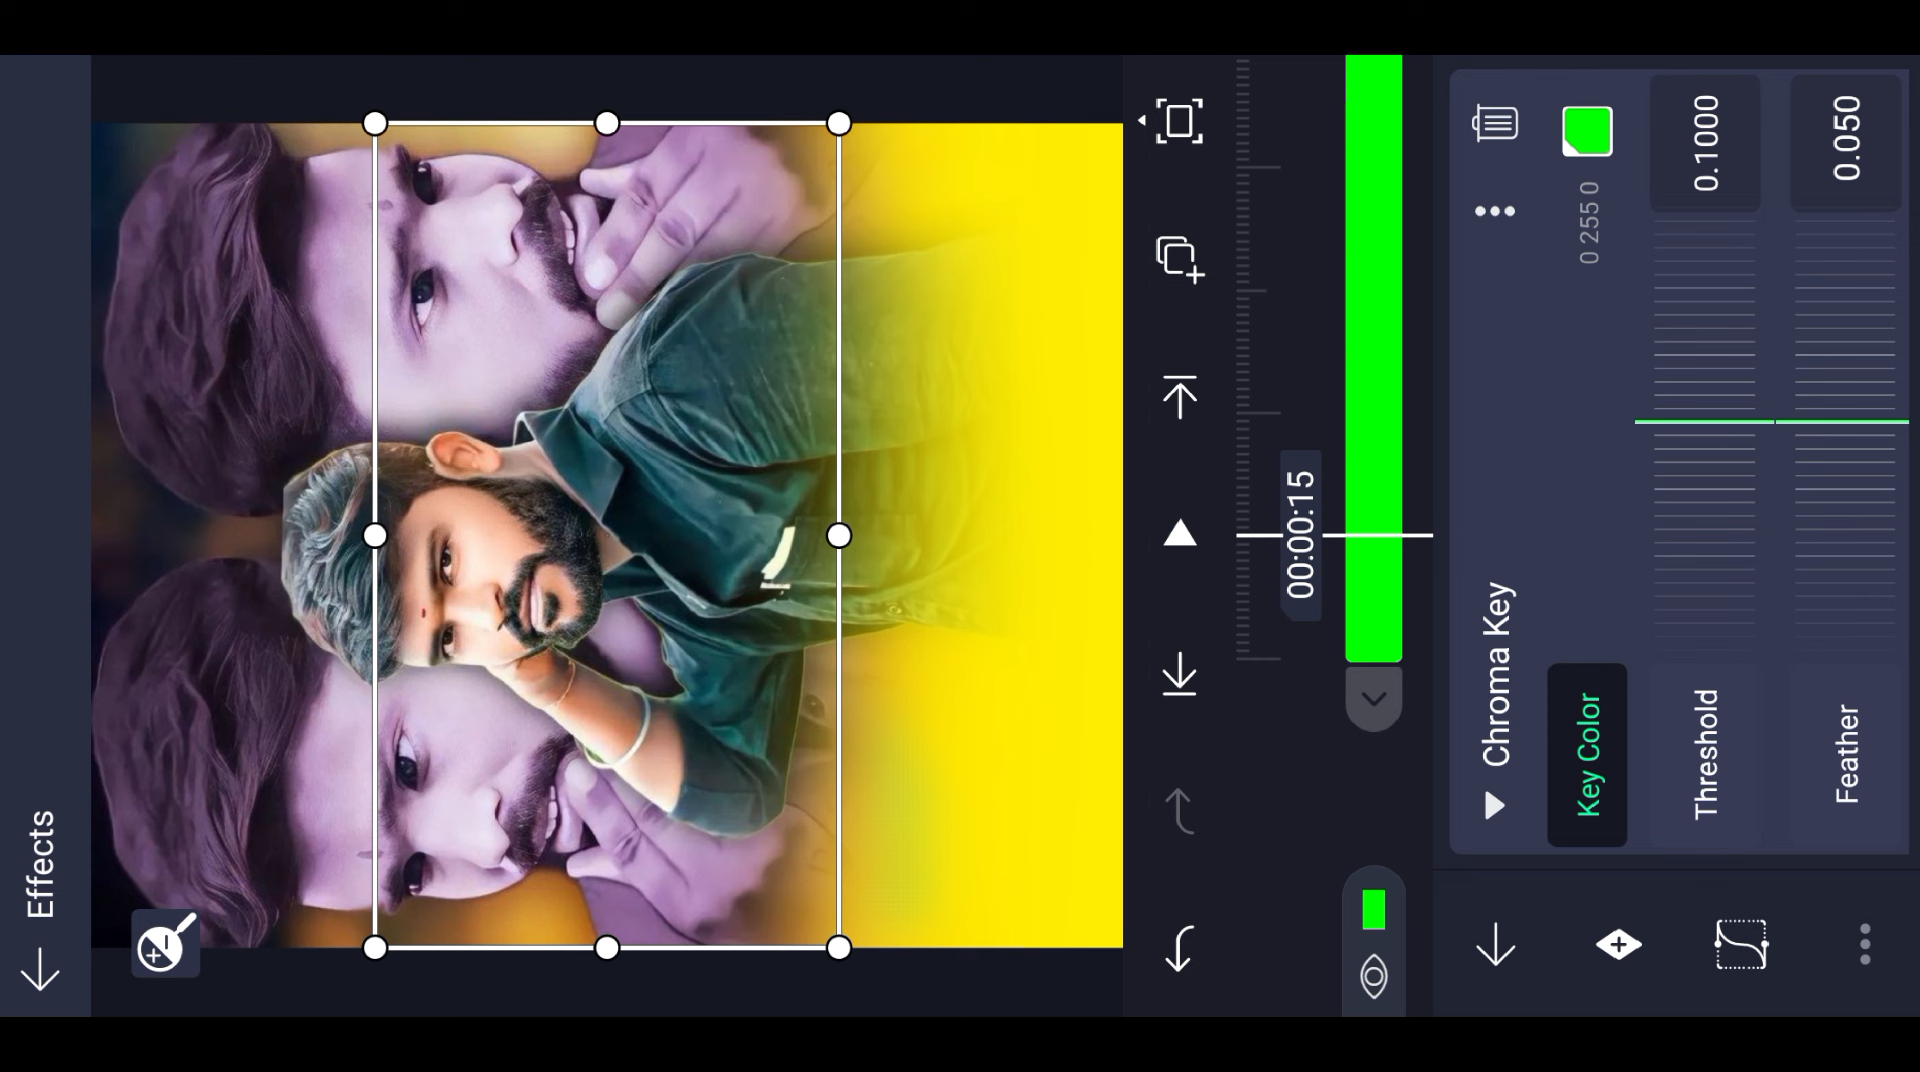 Effects
00:00:15
Chroma Key
Key Color
0 255 0
Threshold
0.1000
Feather
0.050